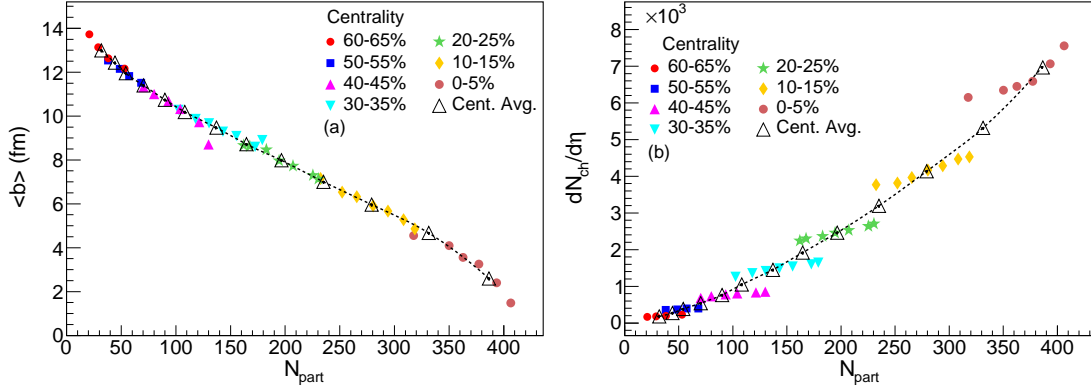 Centrality
60-65%
50-55%
40-45%
30-35%
20-25%
10-15%
0-5%
Cent. Avg.
(a)
<b> (fm)
14
12
10
8
6
4
2
0
0 50 100 150 200 250 300 350 400
N_part
×10³
Centrality
60-65%
50-55%
40-45%
30-35%
20-25%
10-15%
0-5%
Cent. Avg.
(b)
dN_ch/dη
8
7
6
5
4
3
2
1
0
0 50 100 150 200 250 300 350 400
N_part